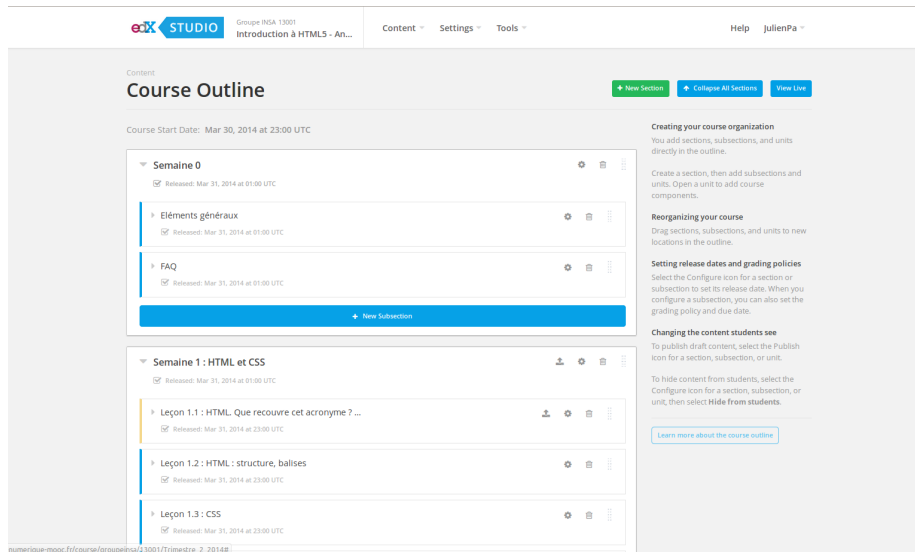 edX STUDIO
Groupe INSA 13001
Introduction à HTML5 - An...
Content
Settings
Tools
Help
JulienPa
Content
Course Outline
+ New Section
Collapse All Sections
View Live
Course Start Date: Mar 30, 2014 at 23:00 UTC
Semaine 0
Released: Mar 31, 2014 at 01:00 UTC
Eléments généraux
Released: Mar 31, 2014 at 01:00 UTC
FAQ
Released: Mar 31, 2014 at 01:00 UTC
+ New Subsection
Semaine 1 : HTML et CSS
Released: Mar 31, 2014 at 01:00 UTC
Leçon 1.1 : HTML. Que recouvre cet acronyme ? ...
Released: Mar 31, 2014 at 23:00 UTC
Leçon 1.2 : HTML : structure, balises
Released: Mar 31, 2014 at 23:00 UTC
Leçon 1.3 : CSS
Released: Mar 31, 2014 at 23:00 UTC
Creating your course organization
You add sections, subsections, and units
directly in the outline.
Create a section, then add subsections and
units. Open a unit to add course
components.
Reorganizing your course
Drag sections, subsections, and units to new
locations in the outline.
Setting release dates and grading policies
Select the Configure icon for a section or
subsection to set its release date. When you
configure a subsection, you can also set the
grading policy and due date.
Changing the content students see
To publish draft content, select the Publish
icon for a section, subsection, or unit.
To hide content from students, select the
Configure icon for a section, subsection, or
unit, then select Hide from students.
Learn more about the course outline
numerique-mooc.fr/course/groupeinsa/13001/Trimestre_2_2014#